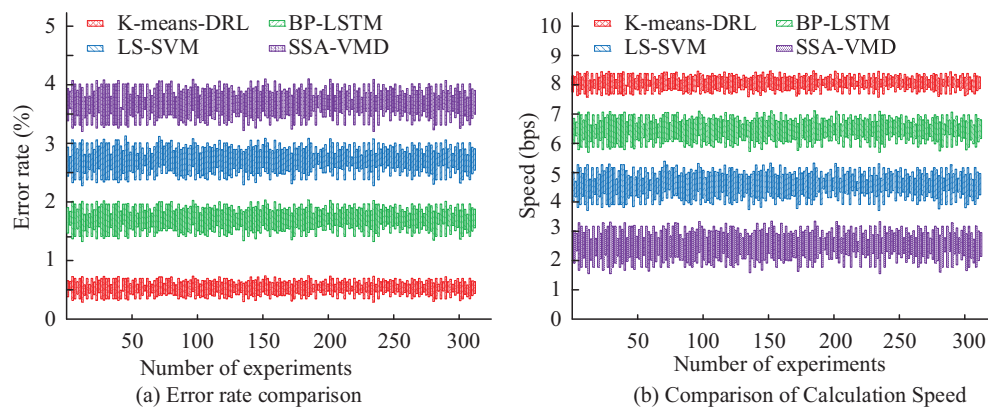 K-means-DRL BP-LSTM
LS-SVM SSA-VMD
Error rate (%)
5
4
3
2
1
0
50 100 150 200 250 300
Number of experiments
(a) Error rate comparison
K-means-DRL BP-LSTM
LS-SVM SSA-VMD
Speed (bps)
10
9
8
7
6
5
4
3
2
1
0
50 100 150 200 250 300
Number of experiments
(b) Comparison of Calculation Speed